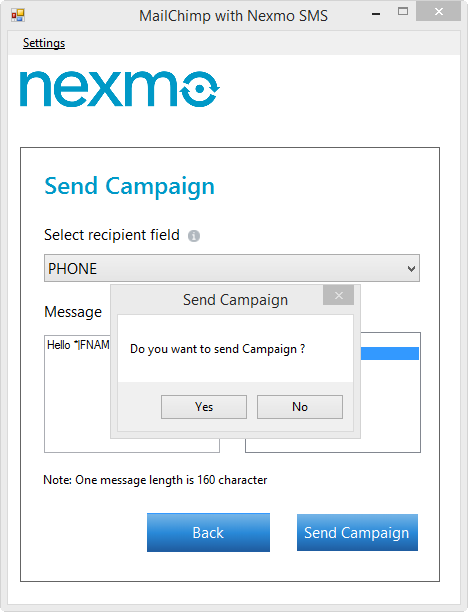 MailChimp with Nexmo SMS
Settings
nexmo
Send Campaign
Select recipient field
PHONE
Message
Send Campaign
Hello *|FNAM
Do you want to send Campaign ?
Yes
No
Note: One message length is 160 character
Back
Send Campaign